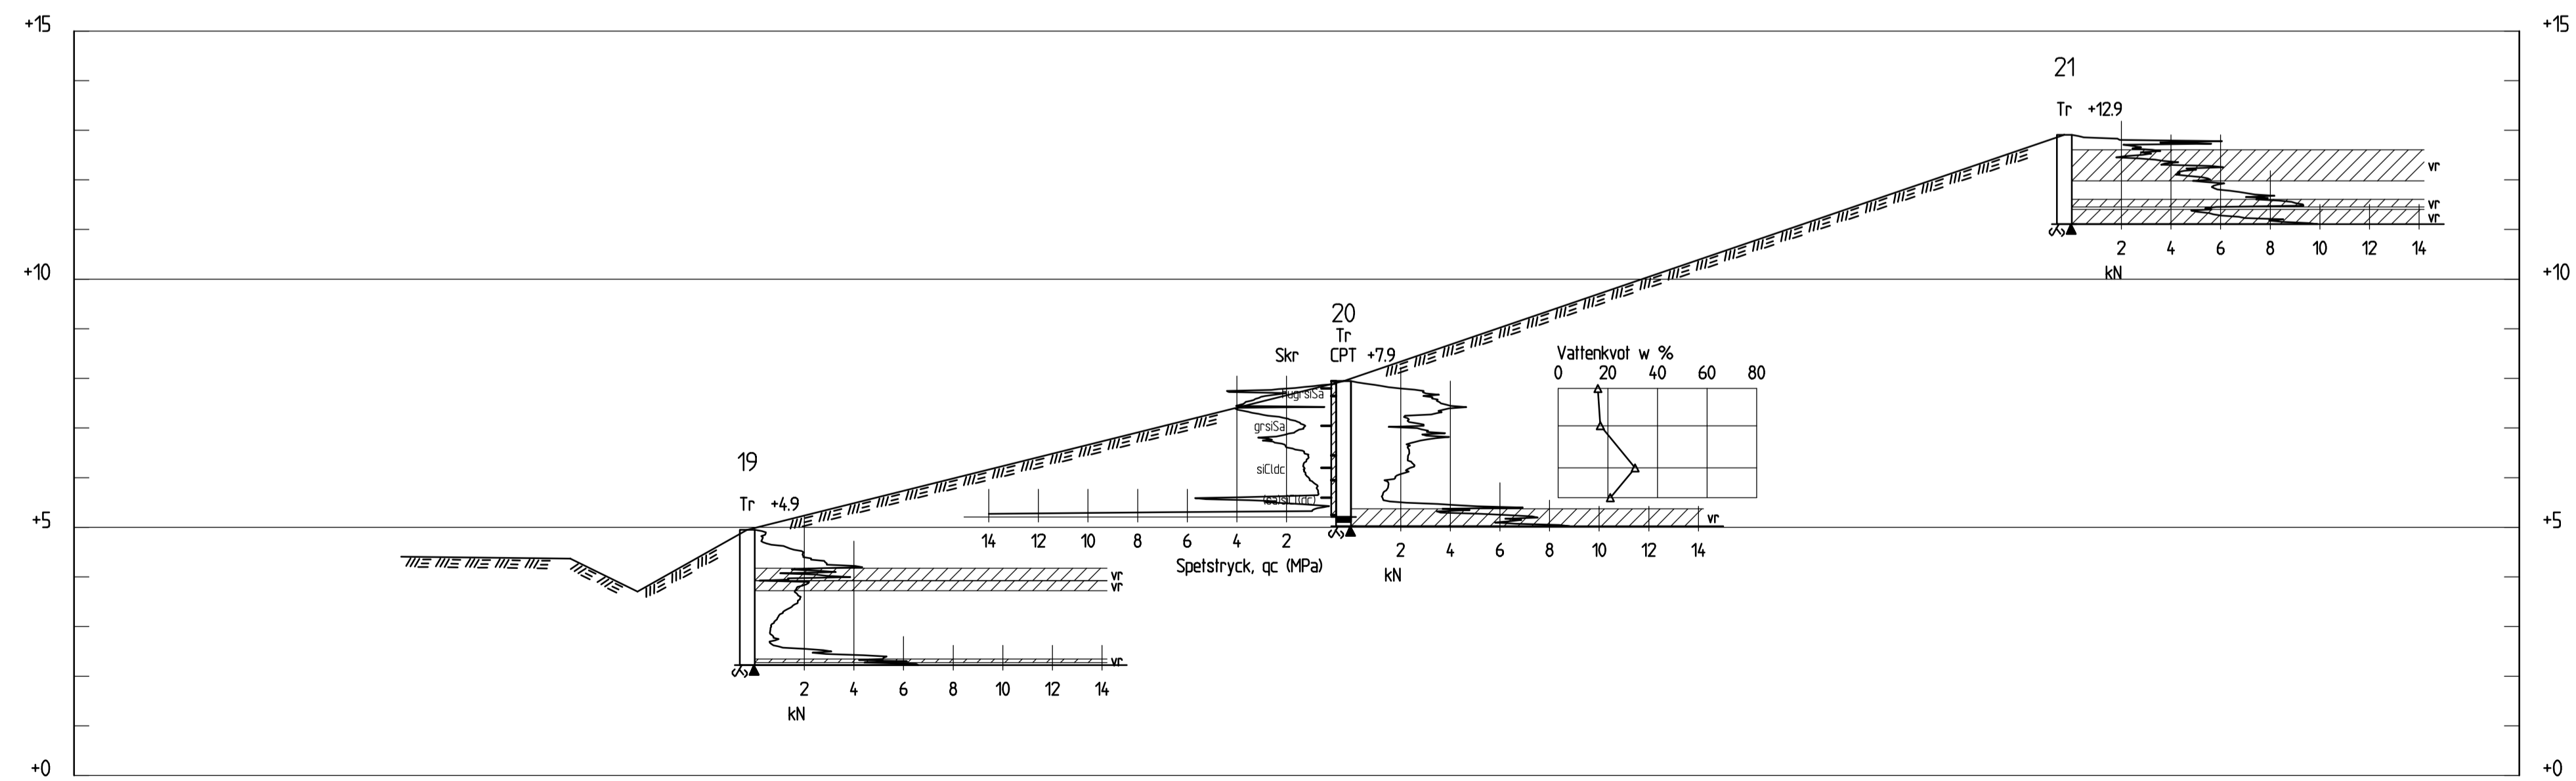 +15 +15
21
Tr +12.9
vr
vr
vr
2 4 6 8 10 12 14
kN
+10 +10
20
Tr
Skr CPT +7.9
Vattenkvot w %
0 20 40 60 80
grsiSa
siCldc
vr
14 12 10 8 6 4 2
2 4 6 8 10 12 14
Spetstryck, qc (MPa)
kN
19
Tr +4.9
+5 +5
vr
vr
vr
2 4 6 8 10 12 14
kN
+0 +0